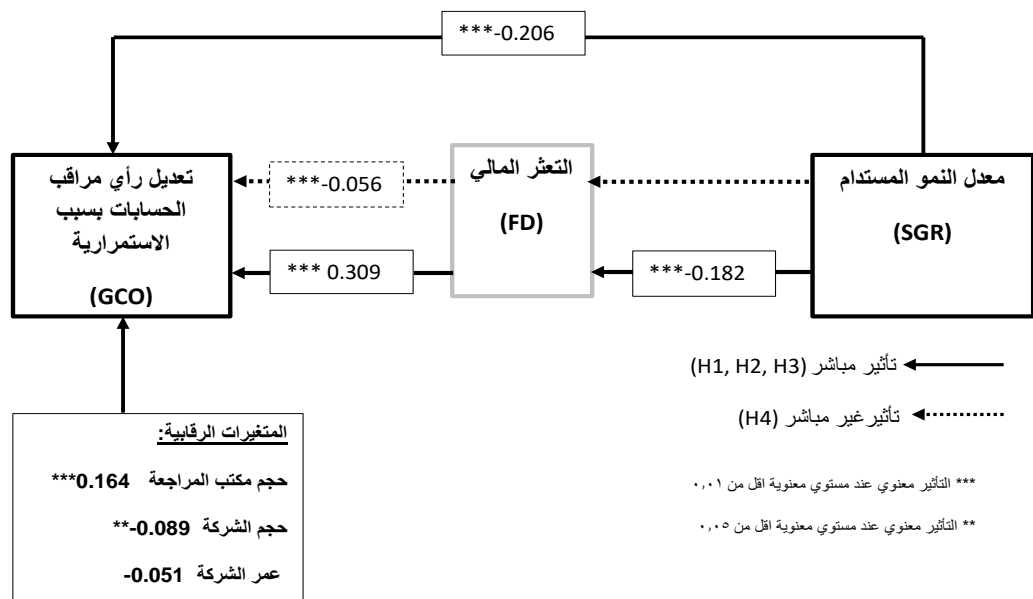 ***-0.206
معدل النمو المستدام
(SGR)
التعثر المالي
(FD)
تعديل رأي مراقب
الحسابات بسبب
الاستمرارية
(GCO)
***-0.056
*** 0.309
***-0.182
تأثير مباشر (H1, H2, H3)
تأثير غير مباشر (H4)
*** التأثير معنوي عند مستوي معنوية اقل من ٠,٠١
** التأثير معنوي عند مستوي معنوية اقل من ٠,٠٥
المتغيرات الرقابية:
حجم مكتب المراجعة 0.164***
حجم الشركة 0.089-**
عمر الشركة 0.051-